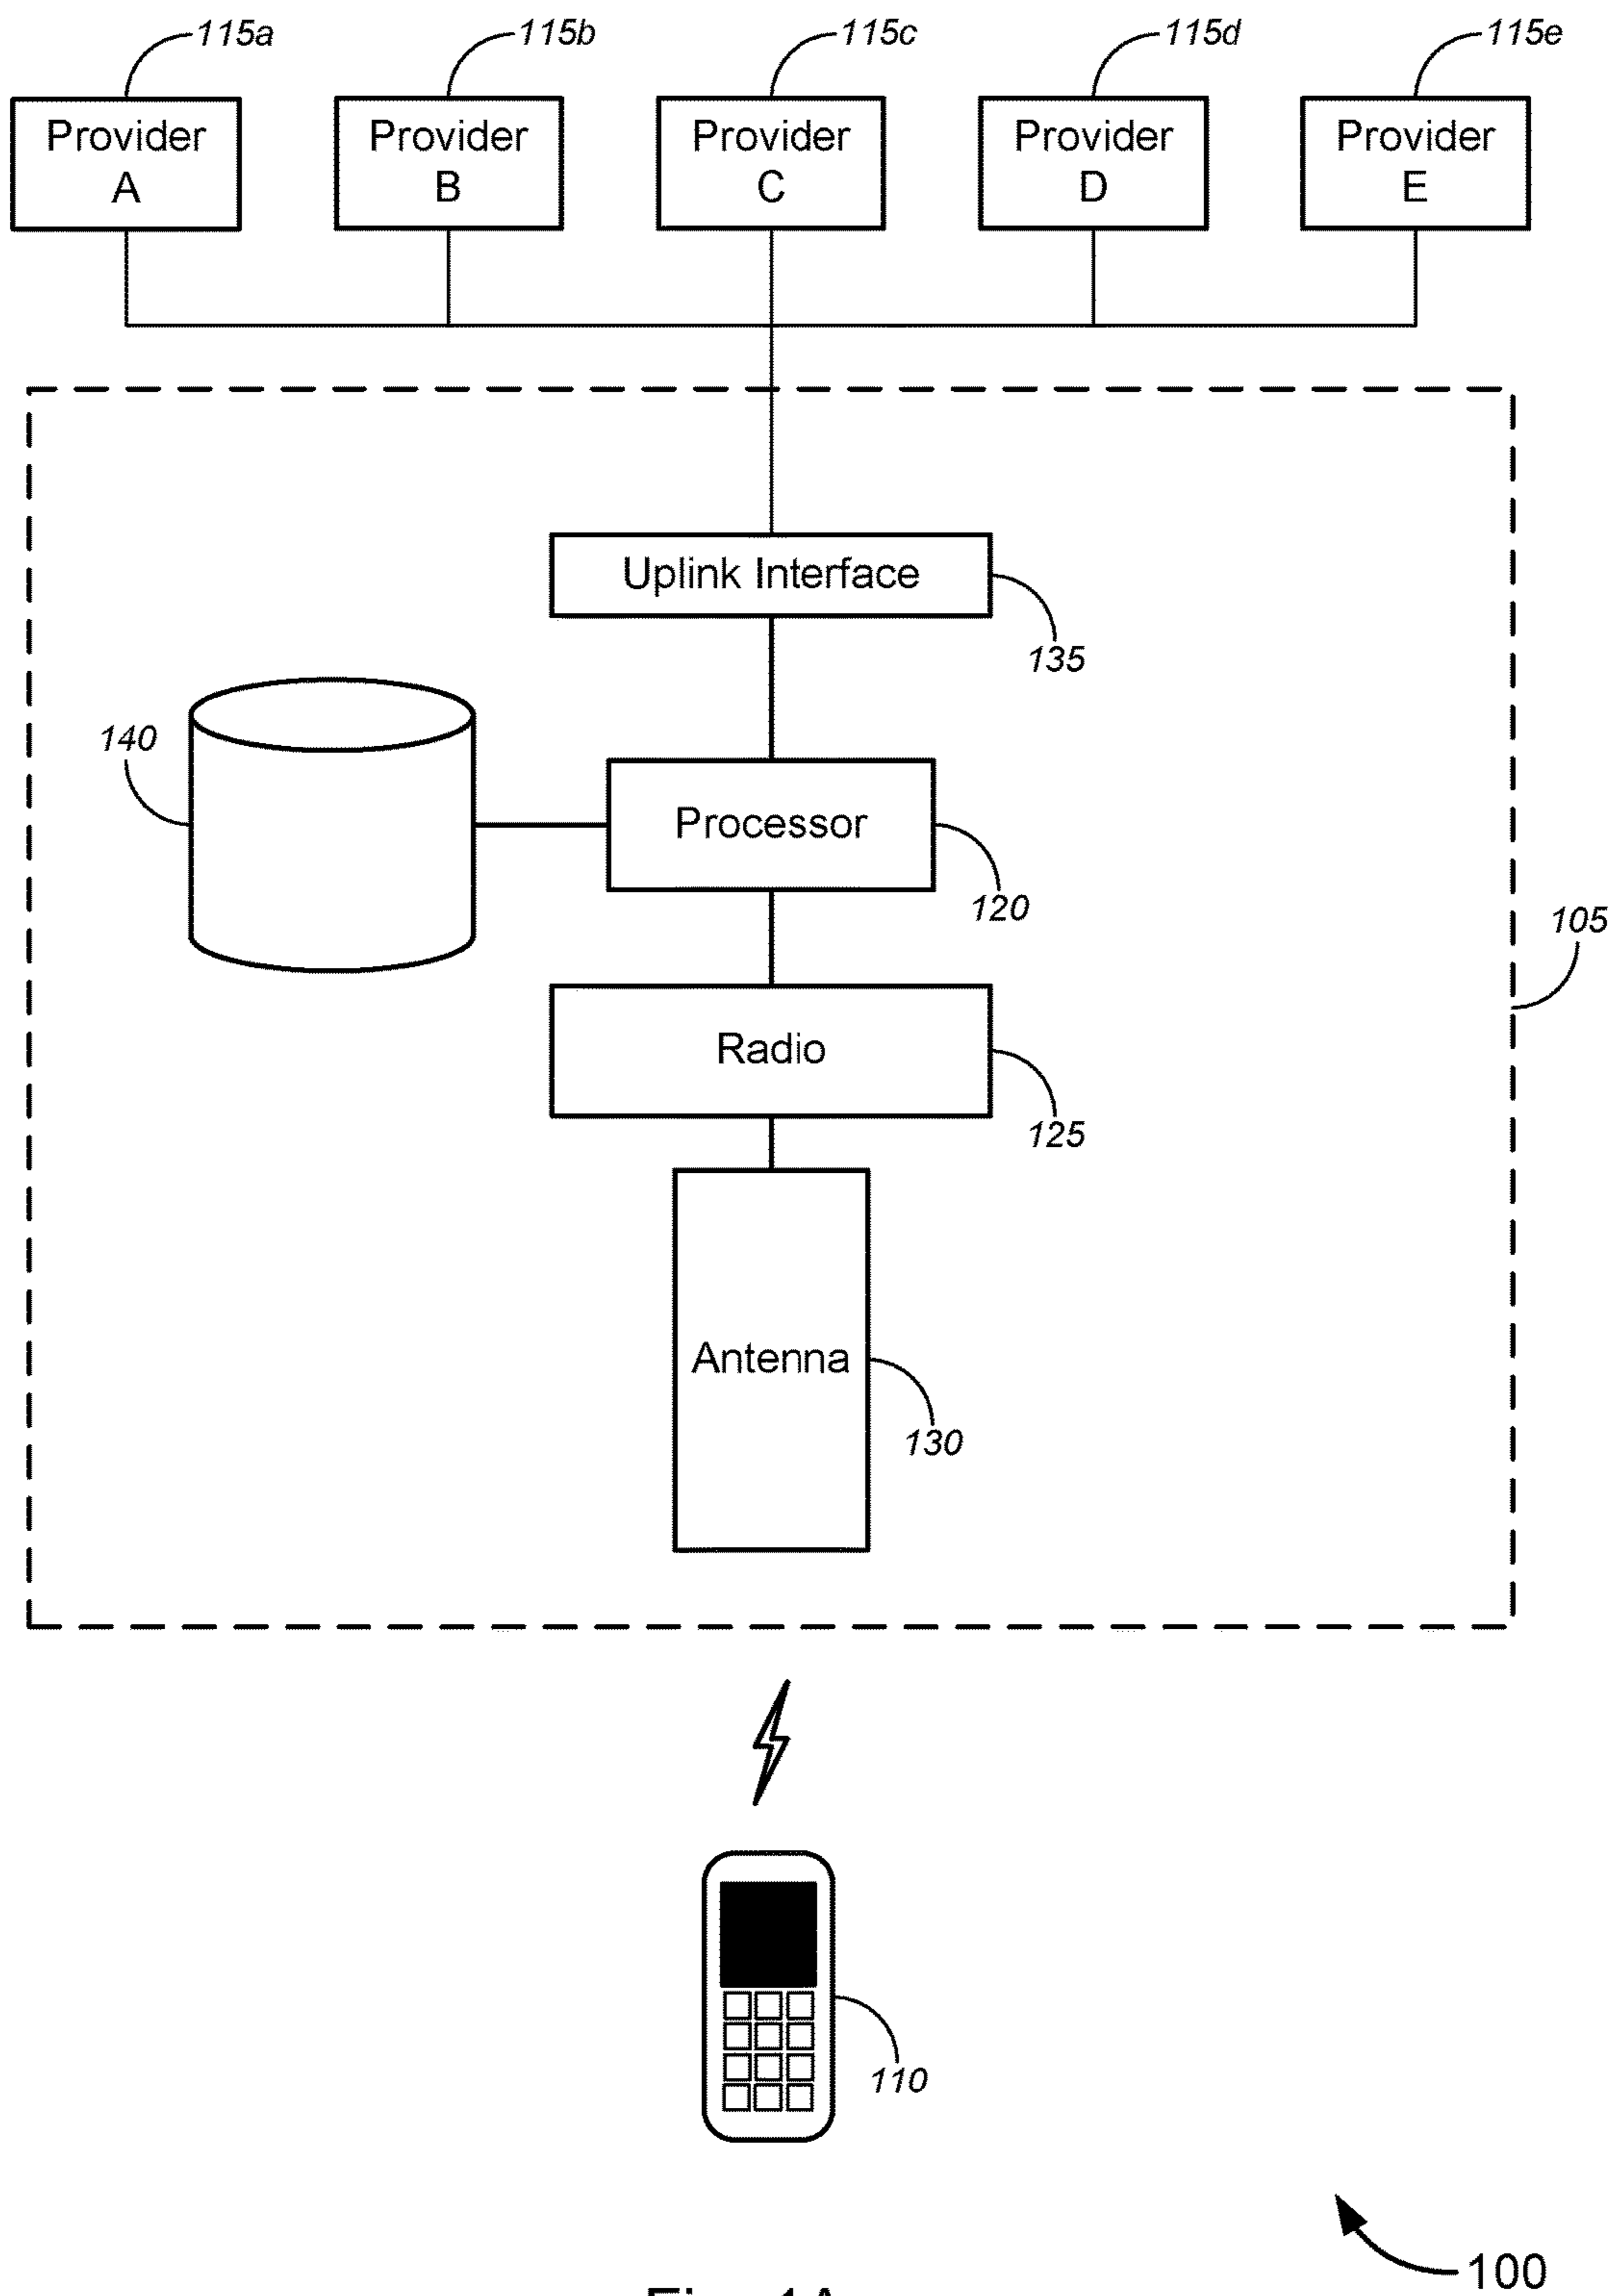 115a 115b 115c 115d 115e
Provider A
Provider B
Provider C
Provider D
Provider E
Uplink Interface
135
140
Processor
120
105
Radio
125
Antenna
130
110
100